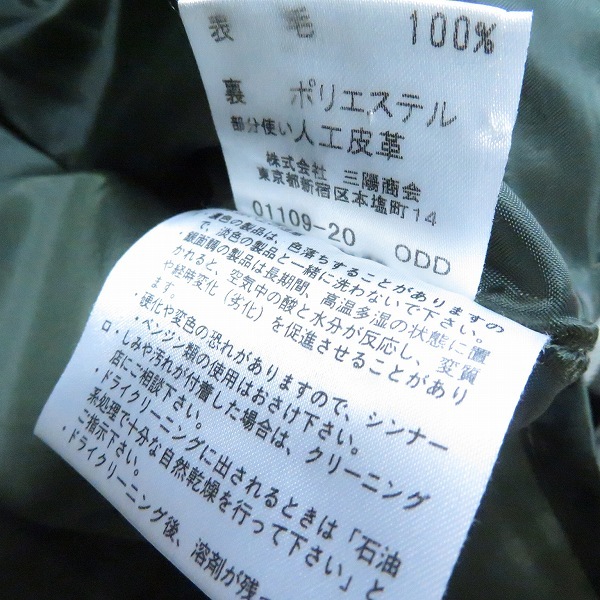 表 毛 100%
裏 ポリエステル
部分使い人工皮革
株式会社 三陽商会
東京都新宿区本塩町14
01109-20 ODD
色の製品は、色落ちすることがありますの
で、淡色の製品と一緒に洗わないで下さい。
銀面類の製品は長期間、高温多湿の状態に置
かれると、空気中の酸と水分が反応し、変質
や経時変化（劣化）を促進させることがあり
ます。
硬化や変色の恐れがありますので、シンナー
ロ・ベンジン類の使用はおさけ下さい。
・しみや汚れが付着した場合は、クリーニング
店にご相談下さい。
・ドライクリーニングに出されるときは「石油
系処理で十分な自然乾燥を行って下さい」と
ご指示下さい。
・ドライクリーニング後、溶剤が残っ